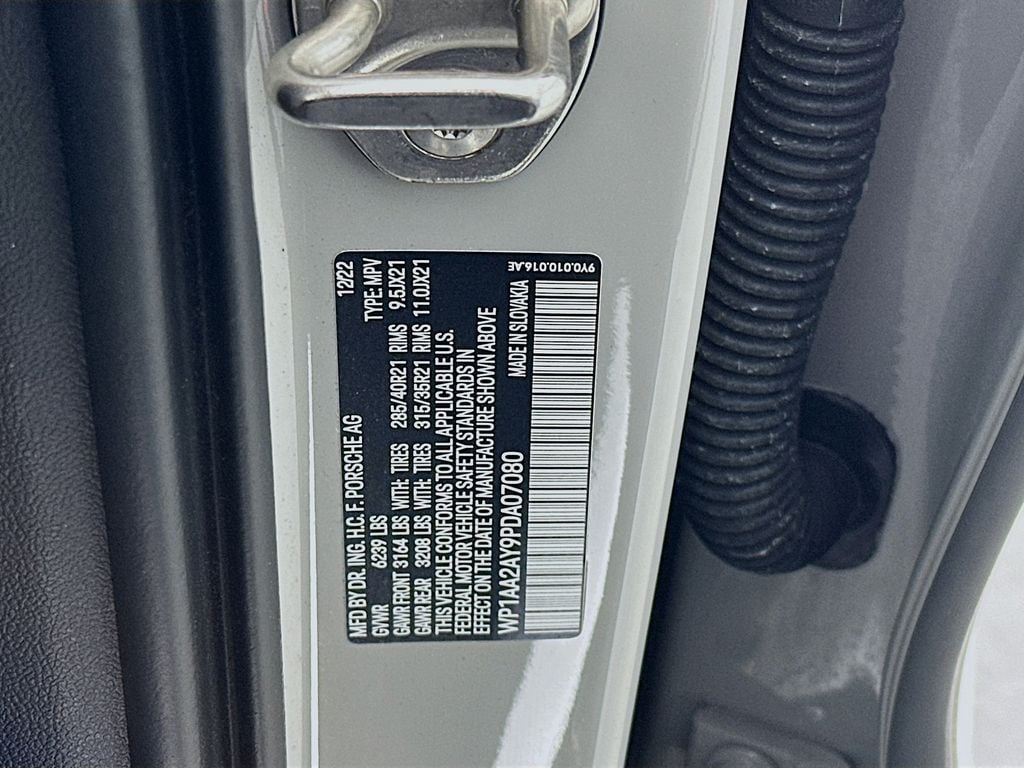 MFD BY DR. ING. H.C. F. PORSCHE AG 12/22
GVWR 6239 LBS TYPE: MPV
GAWR FRONT 3164 LBS WITH: TIRES 285/40R21 RIMS 9.5JX21
GAWR REAR 3208 LBS WITH: TIRES 315/35R21 RIMS 11.0JX21
THIS VEHICLE CONFORMS TO ALL APPLICABLE U.S.
FEDERAL MOTOR VEHICLE SAFETY STANDARDS IN
EFFECT ON THE DATE OF MANUFACTURE SHOWN ABOVE
WP1AA2AY9PDA07080 MADE IN SLOVAKIA
9Y0.010.016.AE